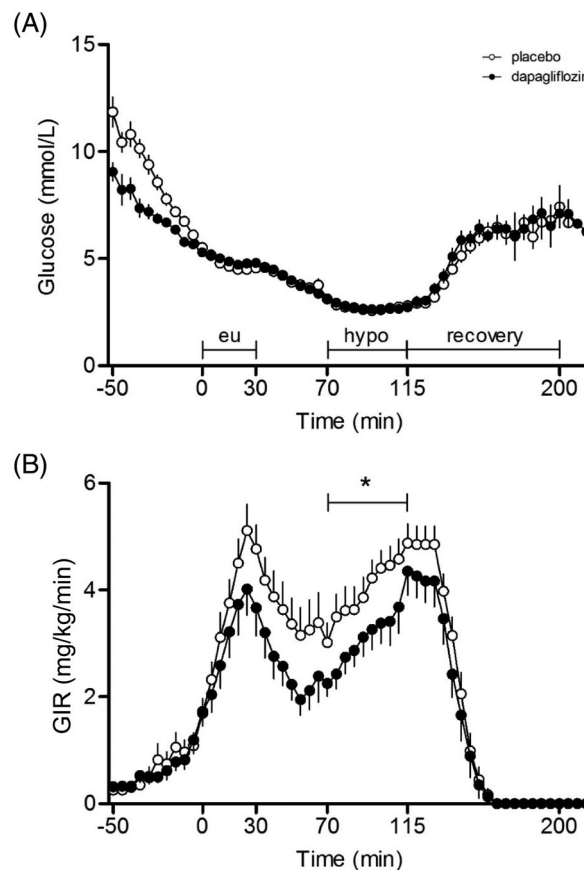 (A)
15
10
5
0
Glucose (mmol/L)
placebo
dapagliflozin
eu
hypo
recovery
-50
0
30
70
115
200
Time (min)
(B)
6
4
2
0
GIR (mg/kg/min)
*
-50
0
30
70
115
200
Time (min)